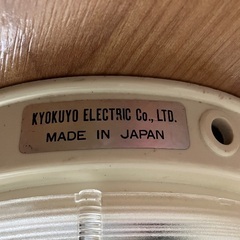 KYOKUYO ELECTRIC Co., LTD.
MADE IN JAPAN